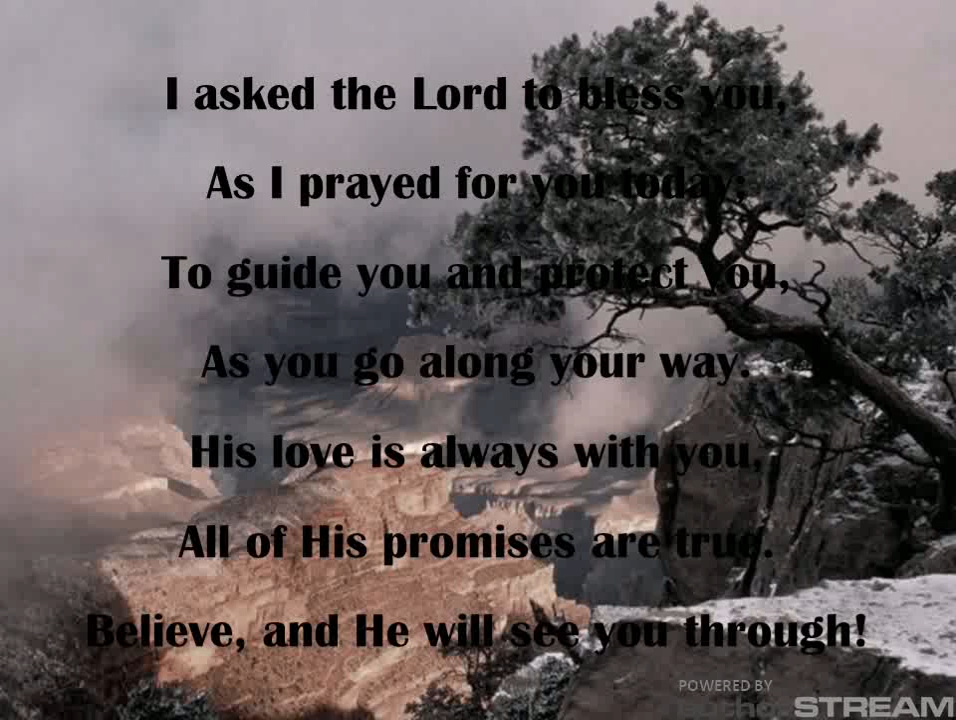 I asked the Lord to bless you,
As I prayed for you today;
To guide you and protect you,
As you go along your way.
His love is always with you,
All of His promises are true.
Believe, and He will see you through!
POWERED BY
authorSTREAM